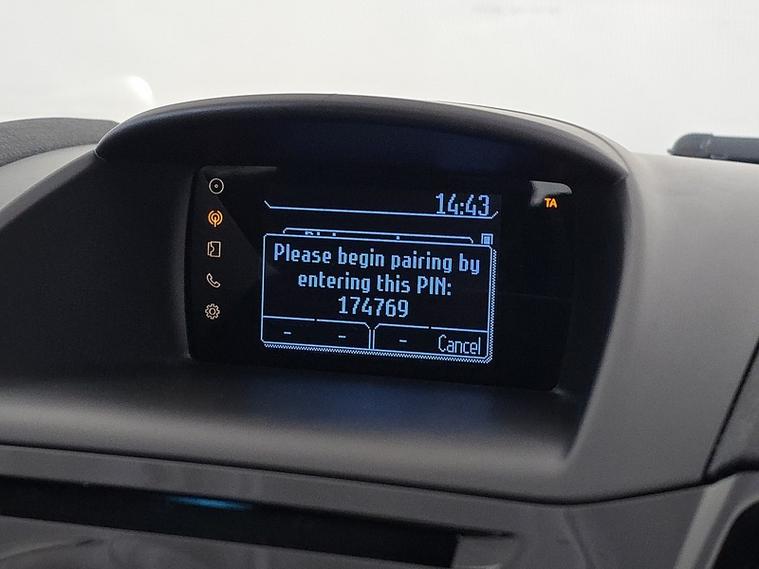 14:43
TA
Please begin pairing by
entering this PIN:
174769
- - - Cancel